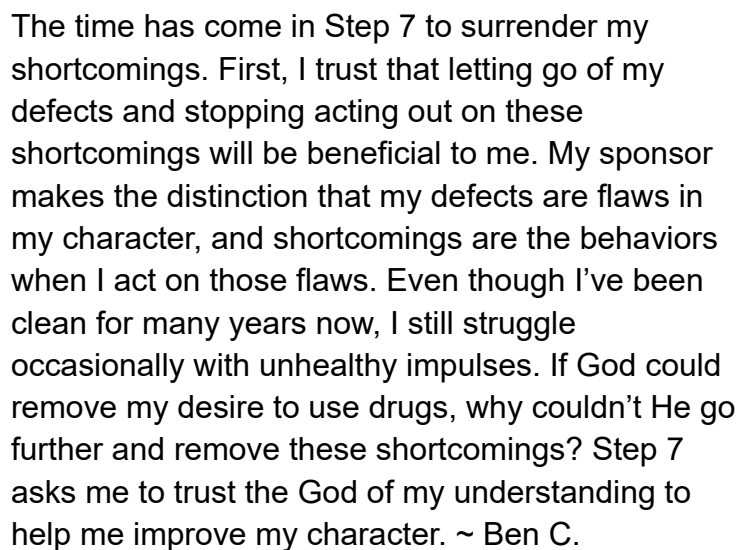 The time has come in Step 7 to surrender my
shortcomings. First, I trust that letting go of my
defects and stopping acting out on these
shortcomings will be beneficial to me. My sponsor
makes the distinction that my defects are flaws in
my character, and shortcomings are the behaviors
when I act on those flaws. Even though I’ve been
clean for many years now, I still struggle
occasionally with unhealthy impulses. If God could
remove my desire to use drugs, why couldn’t He go
further and remove these shortcomings? Step 7
asks me to trust the God of my understanding to
help me improve my character. ~ Ben C.